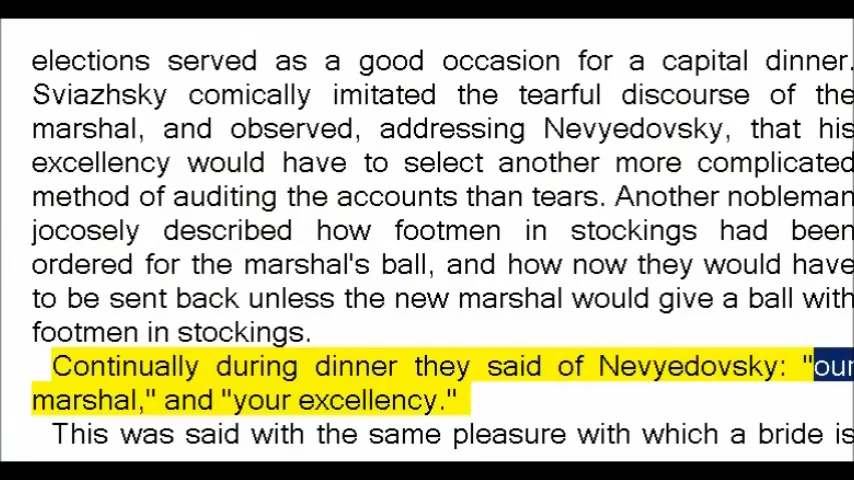 elections served as a good occasion for a capital dinner.
Sviazhsky comically imitated the tearful discourse of the
marshal, and observed, addressing Nevyedovsky, that his
excellency would have to select another more complicated
method of auditing the accounts than tears. Another nobleman
jocosely described how footmen in stockings had been
ordered for the marshal's ball, and how now they would have
to be sent back unless the new marshal would give a ball with
footmen in stockings.
Continually during dinner they said of Nevyedovsky: "our
marshal," and "your excellency."
This was said with the same pleasure with which a bride is